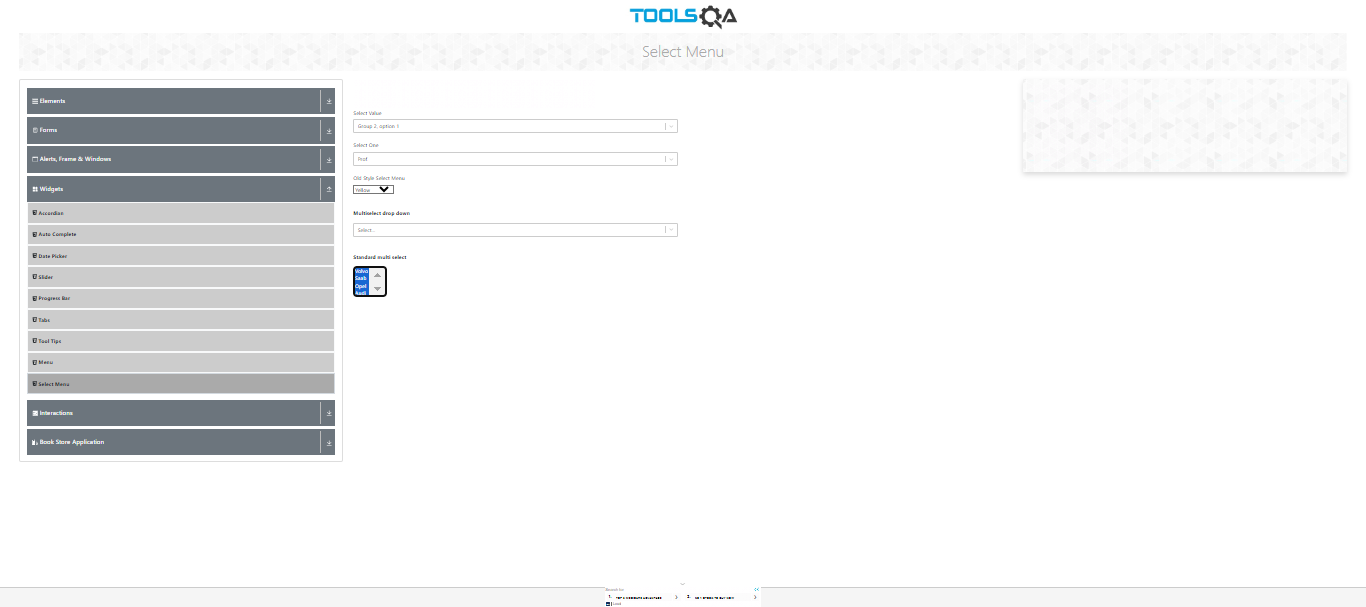 TOOLSQA
Select Menu
Elements
Forms
Alerts, Frame & Windows
Widgets
Accordian
Auto Complete
Date Picker
Slider
Progress Bar
Tabs
Tool Tips
Menu
Select Menu
Interactions
Book Store Application
Select Value
Group 2, option 1
Select One
Prof.
Old Style Select Menu
Yellow
Multiselect drop down
Select...
Standard multi select
Volvo
Saab
Opel
Audi
1.
2.